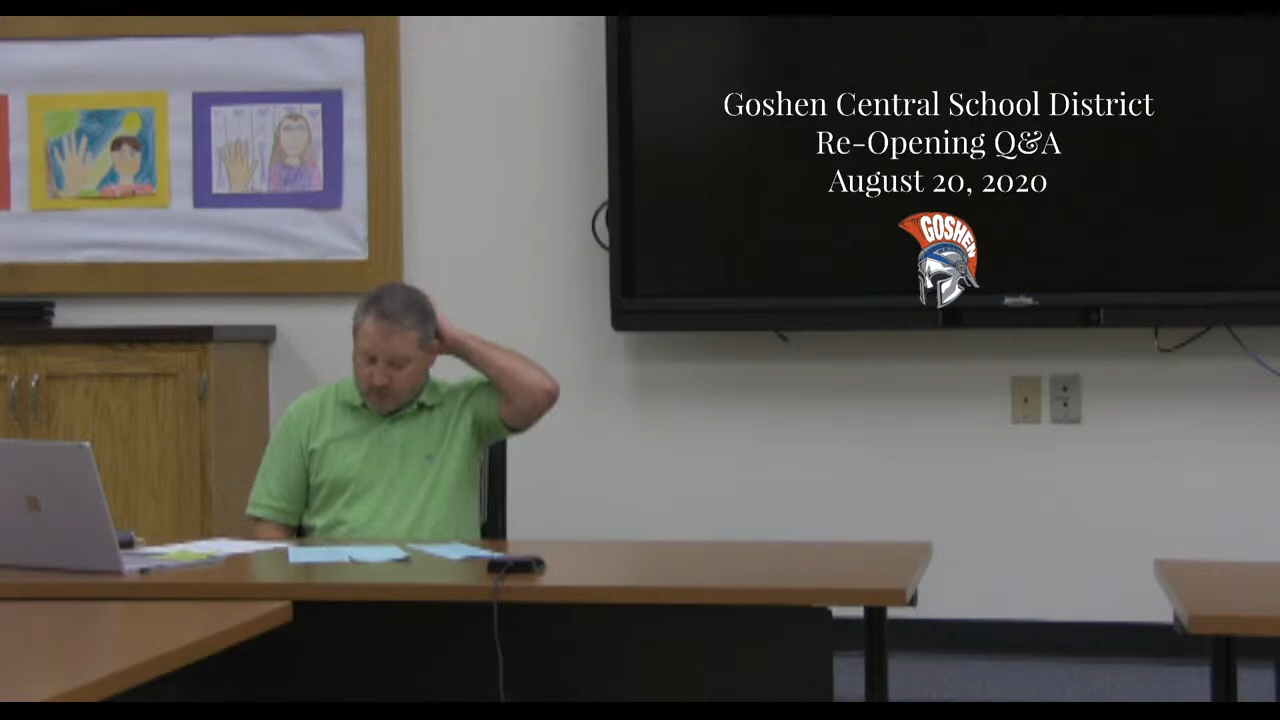 Goshen Central School District
Re-Opening Q&A
August 20, 2020
GOSHEN